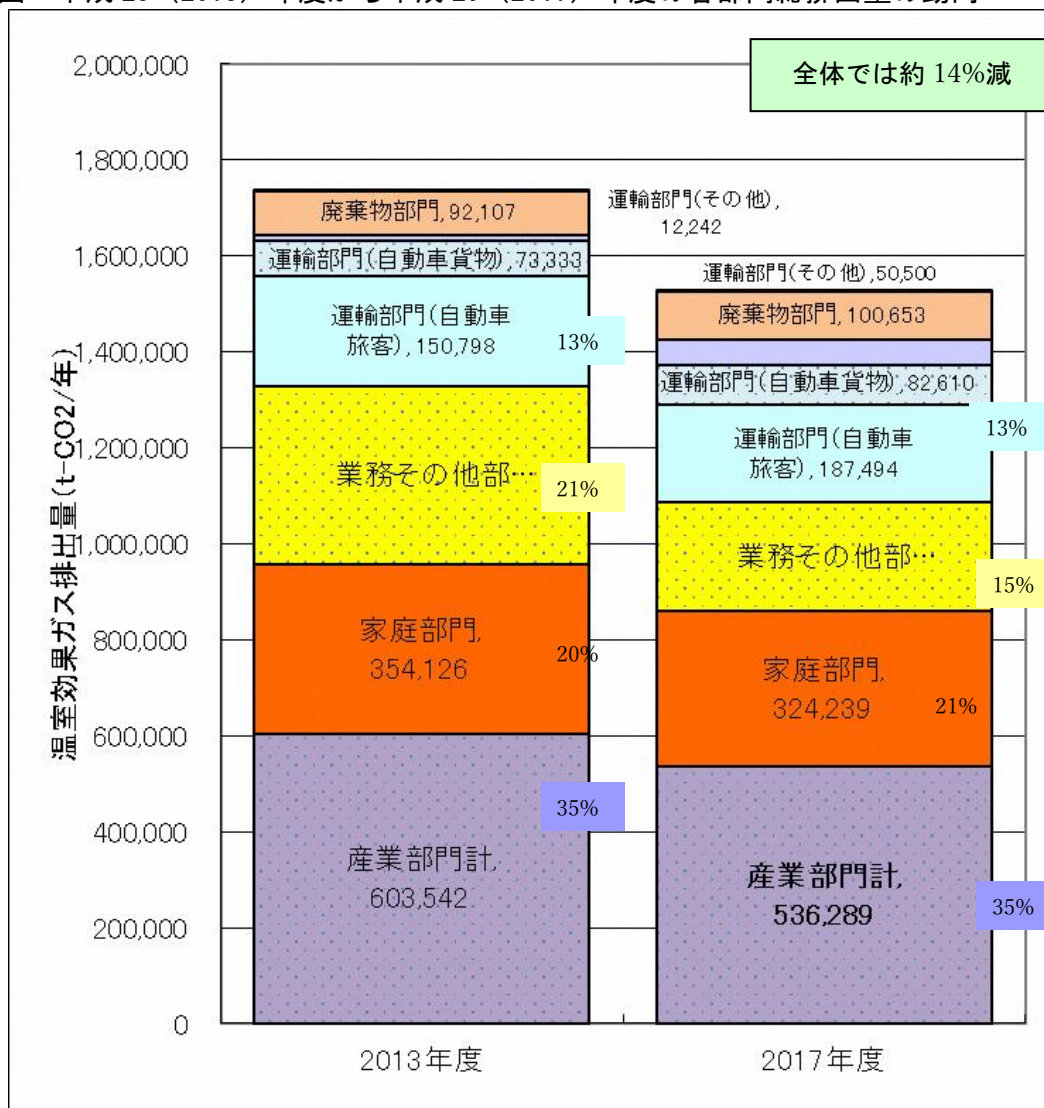 2,000,000
1,800,000
1,600,000
1,400,000
1,200,000
1,000,000
800,000
600,000
400,000
200,000
0
温室効果ガス排出量(t-CO2/年)
全体では約 14%減
廃棄物部門,92,107
運輸部門(その他),
12,242
運輸部門(自動車貨物),73,333
運輸部門(自動車
旅客),150,798
13%
業務その他部…
21%
家庭部門,
354,126
20%
産業部門計,
603,542
35%
2013年度
運輸部門(その他),50,500
廃棄物部門,100,653
運輸部門(自動車貨物),82,610
運輸部門(自動車
旅客),187,494
13%
業務その他部…
15%
家庭部門,
324,239
21%
産業部門計,
536,289
35%
2017年度